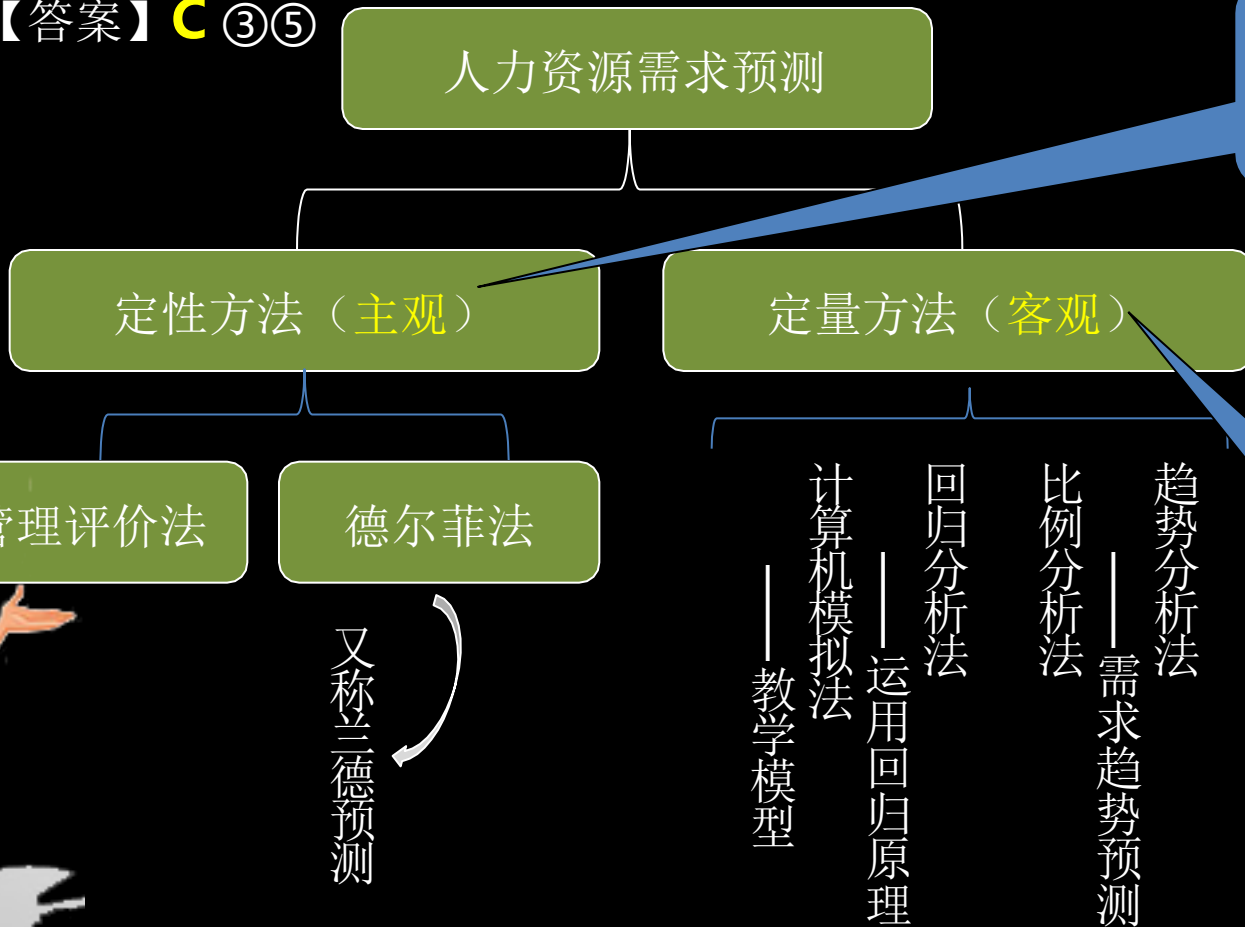 【答案】C ③⑤
人力资源需求预测
定性方法（主观）
定量方法（客观）
管理评价法
德尔菲法
又称兰德预测
趋势分析法
——需求趋势预测
比例分析法
回归分析法
——运用回归原理
计算机模拟法
——教学模型